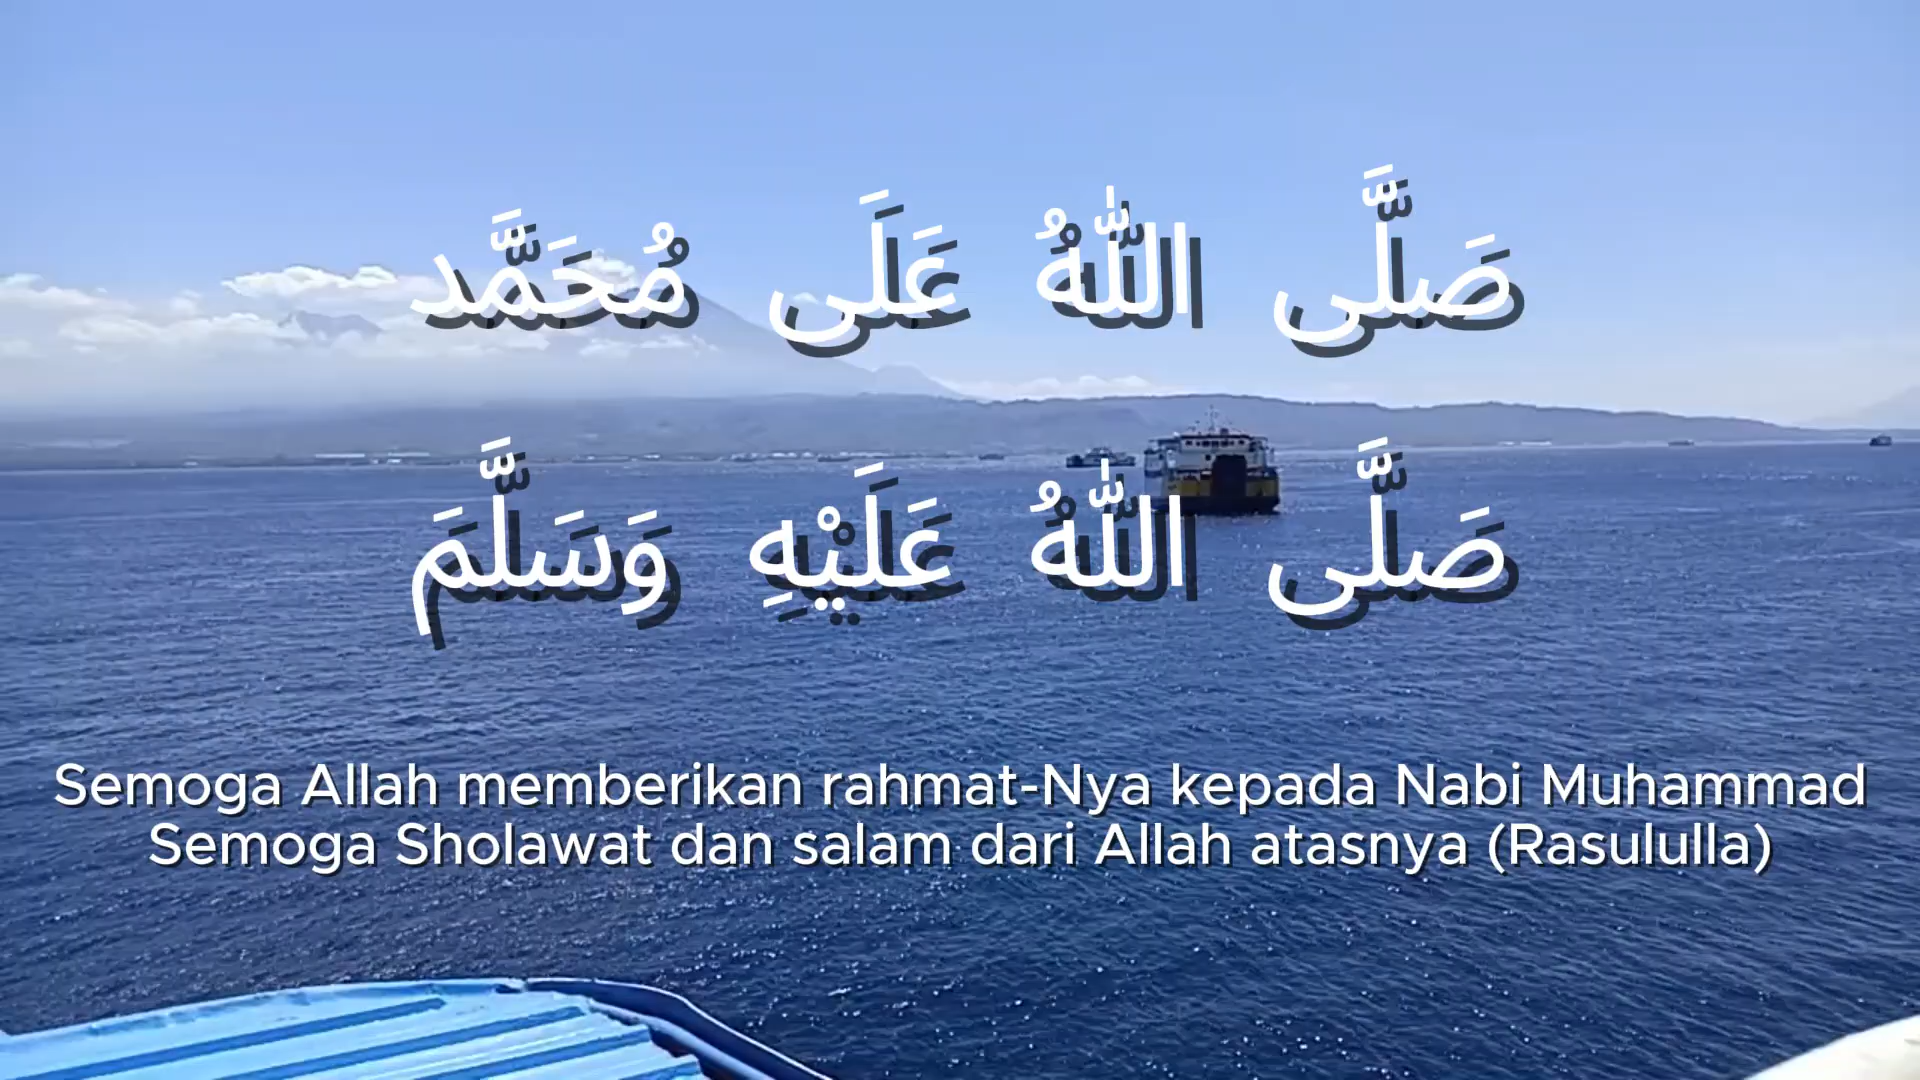 صَلَّى اللّٰهُ عَلَى مُحَمَّد
صَلَّى اللّٰهُ عَلَيْهِ وَسَلَّمَ
Semoga Allah memberikan rahmat-Nya kepada Nabi Muhammad
Semoga Sholawat dan salam dari Allah atasnya (Rasululla)